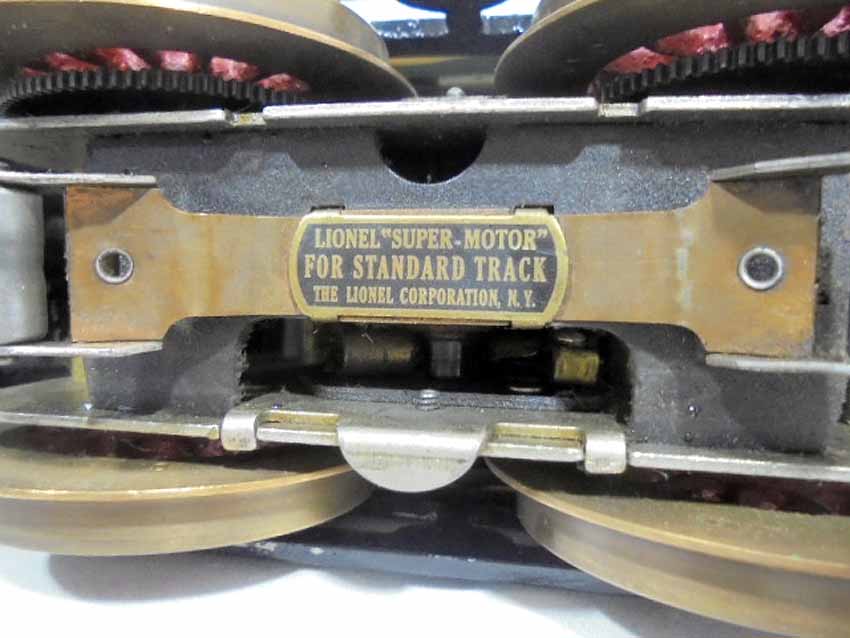 LIONEL "SUPER-MOTOR"
FOR STANDARD TRACK
THE LIONEL CORPORATION, N.Y.